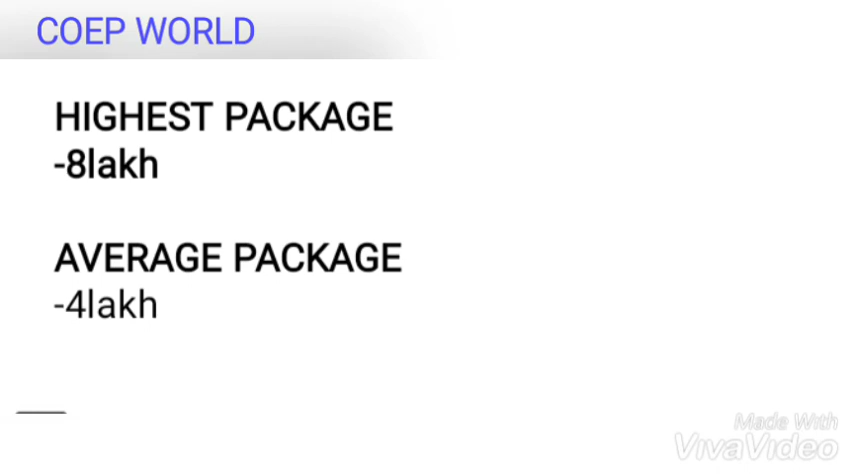 COEP WORLD
HIGHEST PACKAGE
-8lakh
AVERAGE PACKAGE
-4lakh
Made With
VivaVideo